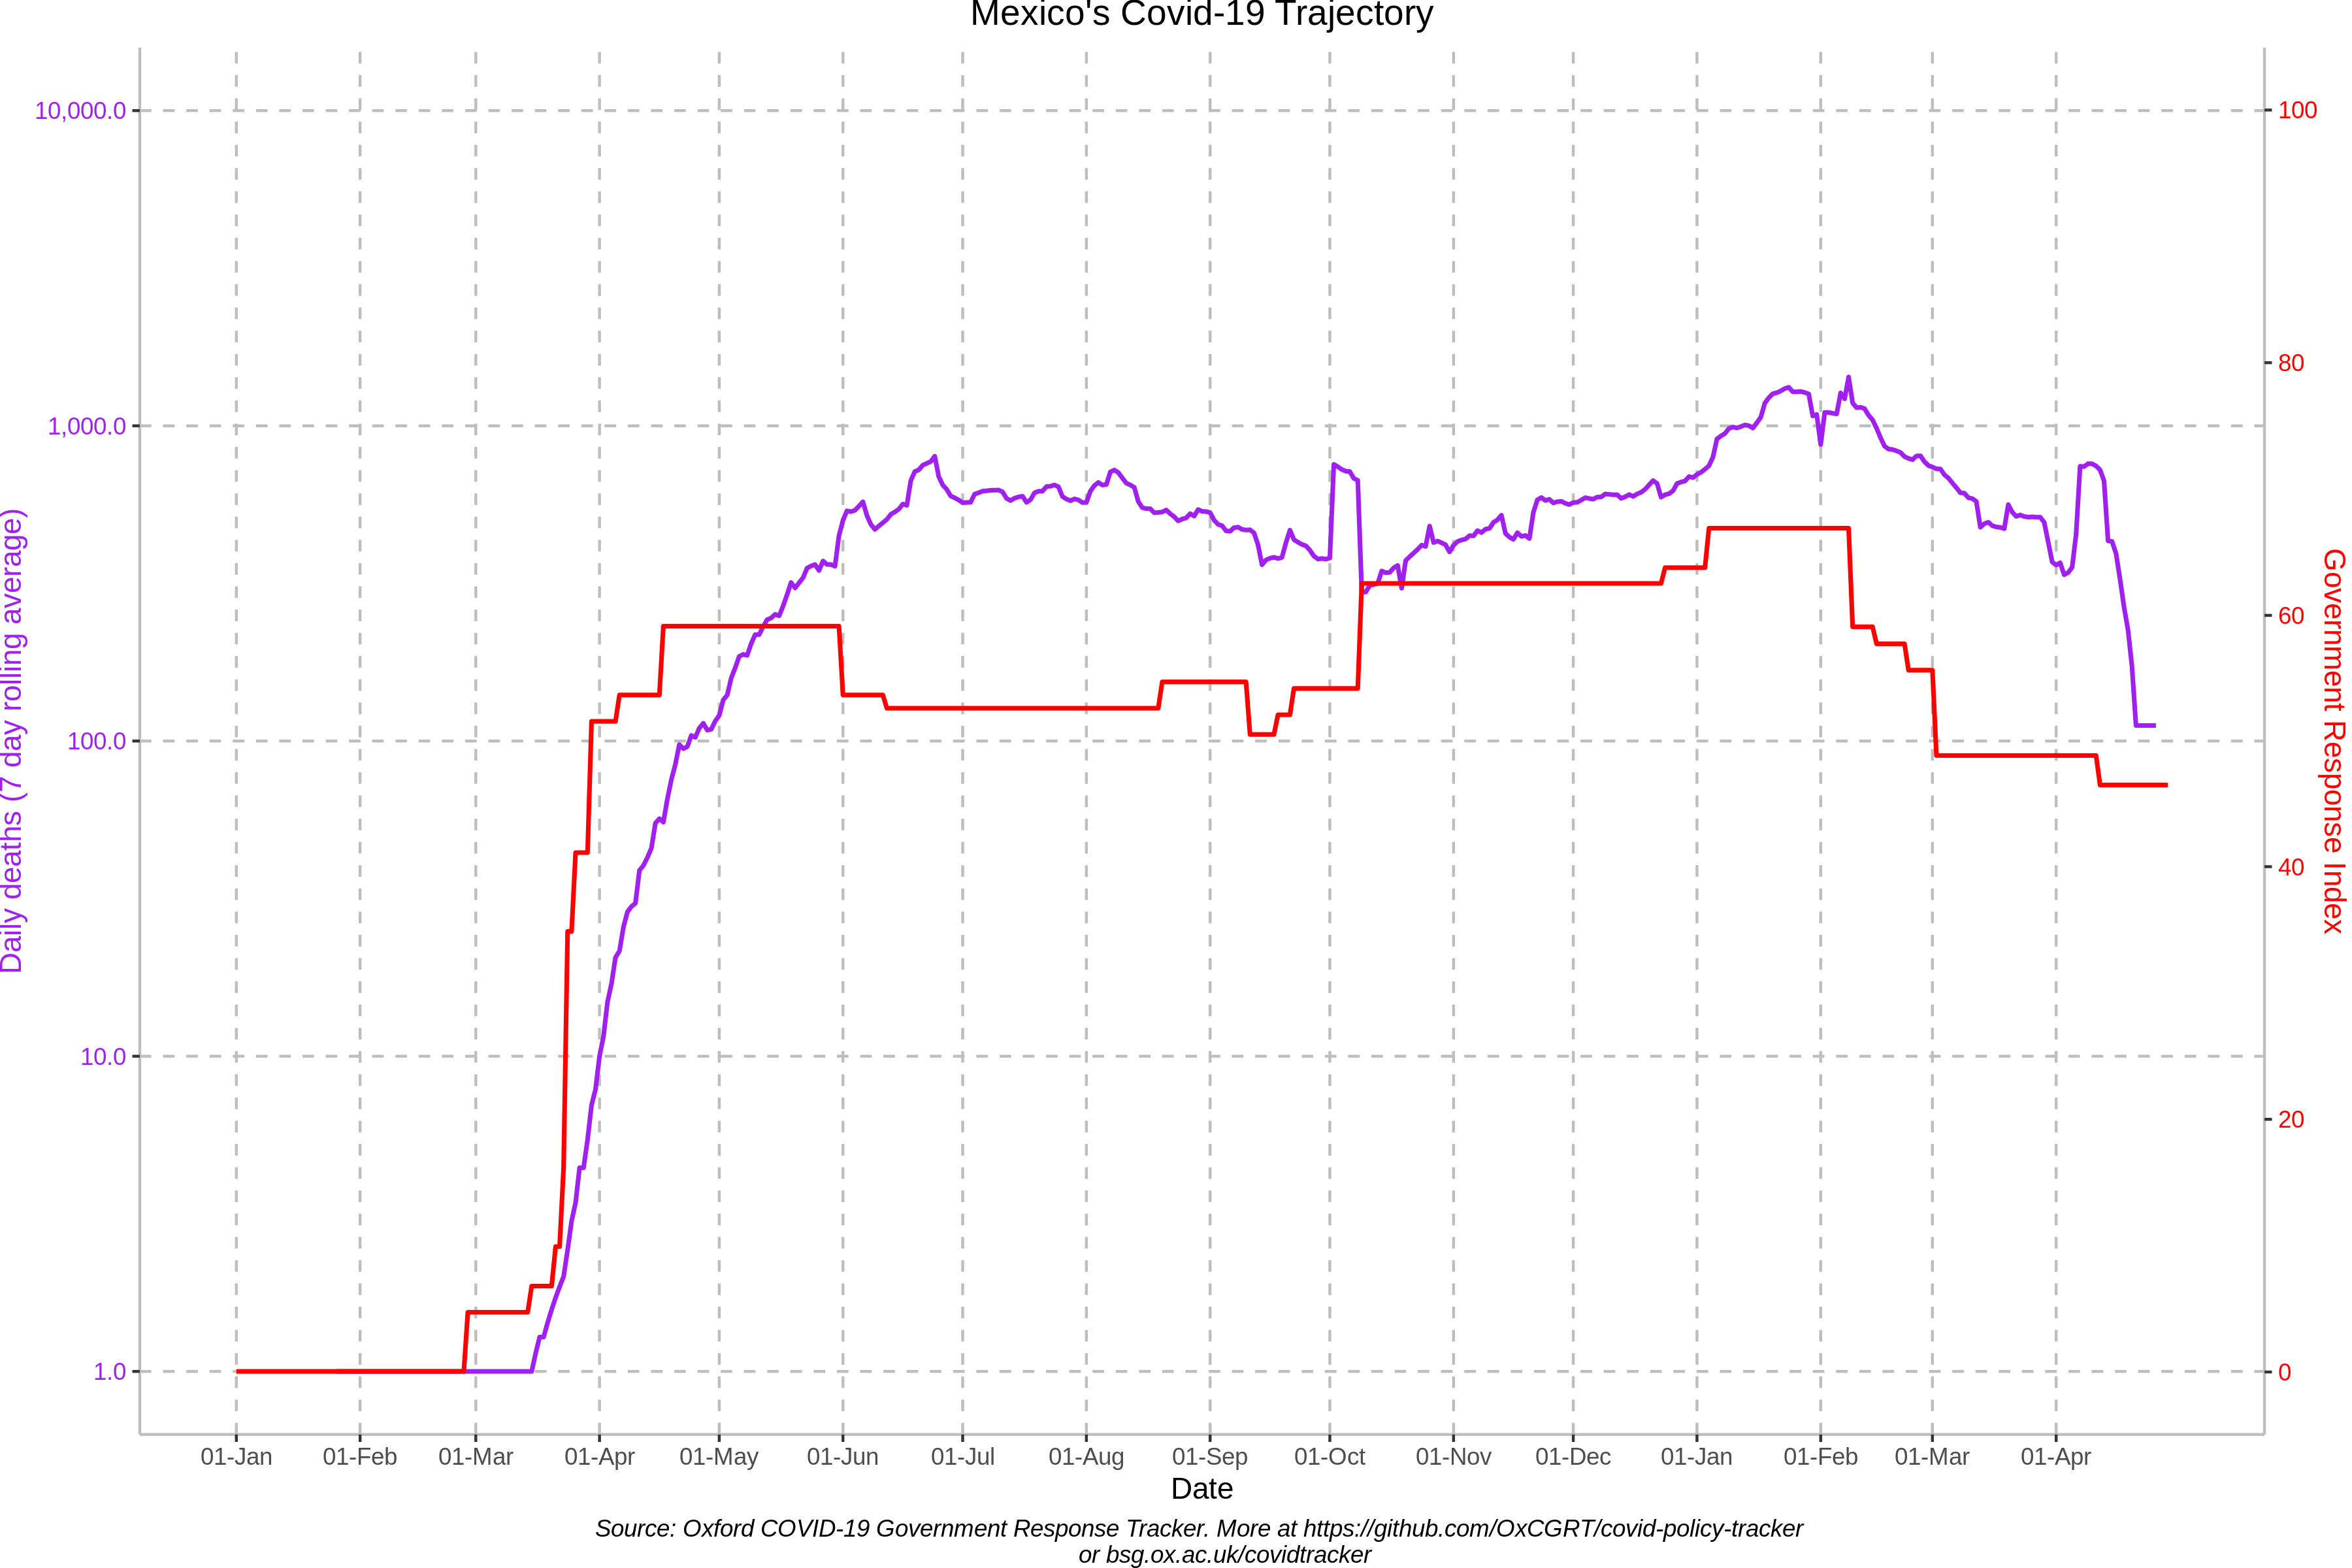 Mexico's Covid-19 Trajectory
Daily deaths (7 day rolling average)
10,000.0
1,000.0
100.0
10.0
1.0
100
80
60
40
20
0
Government Response Index
01-Jan 01-Feb 01-Mar 01-Apr 01-May 01-Jun 01-Jul 01-Aug 01-Sep 01-Oct 01-Nov 01-Dec 01-Jan 01-Feb 01-Mar 01-Apr
Date
Source: Oxford COVID-19 Government Response Tracker. More at https://github.com/OxCGRT/covid-policy-tracker
or bsg.ox.ac.uk/covidtracker